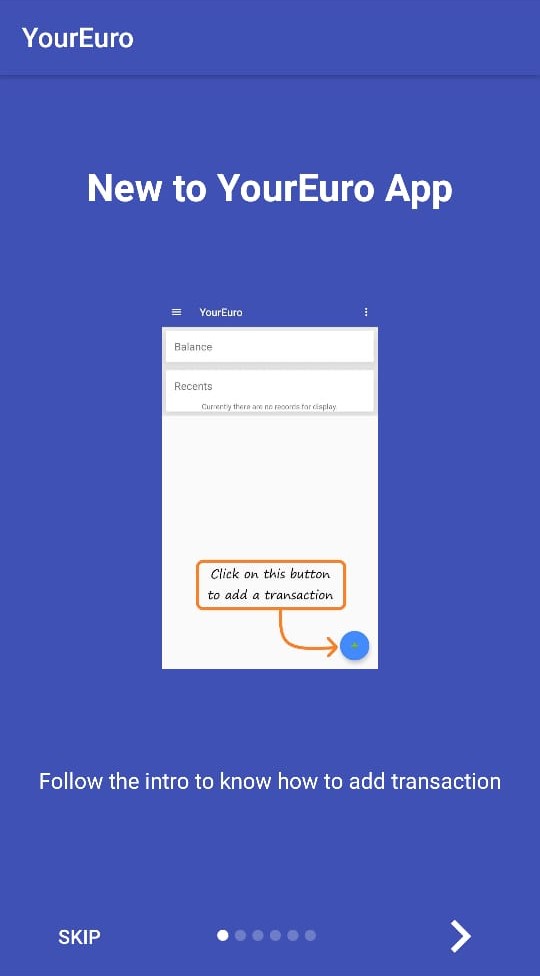 YourEuro
New to YourEuro App
YourEuro
Balance
Recents
Currently there are no records for display.
Click on this button
to add a transaction
Follow the intro to know how to add transaction
SKIP